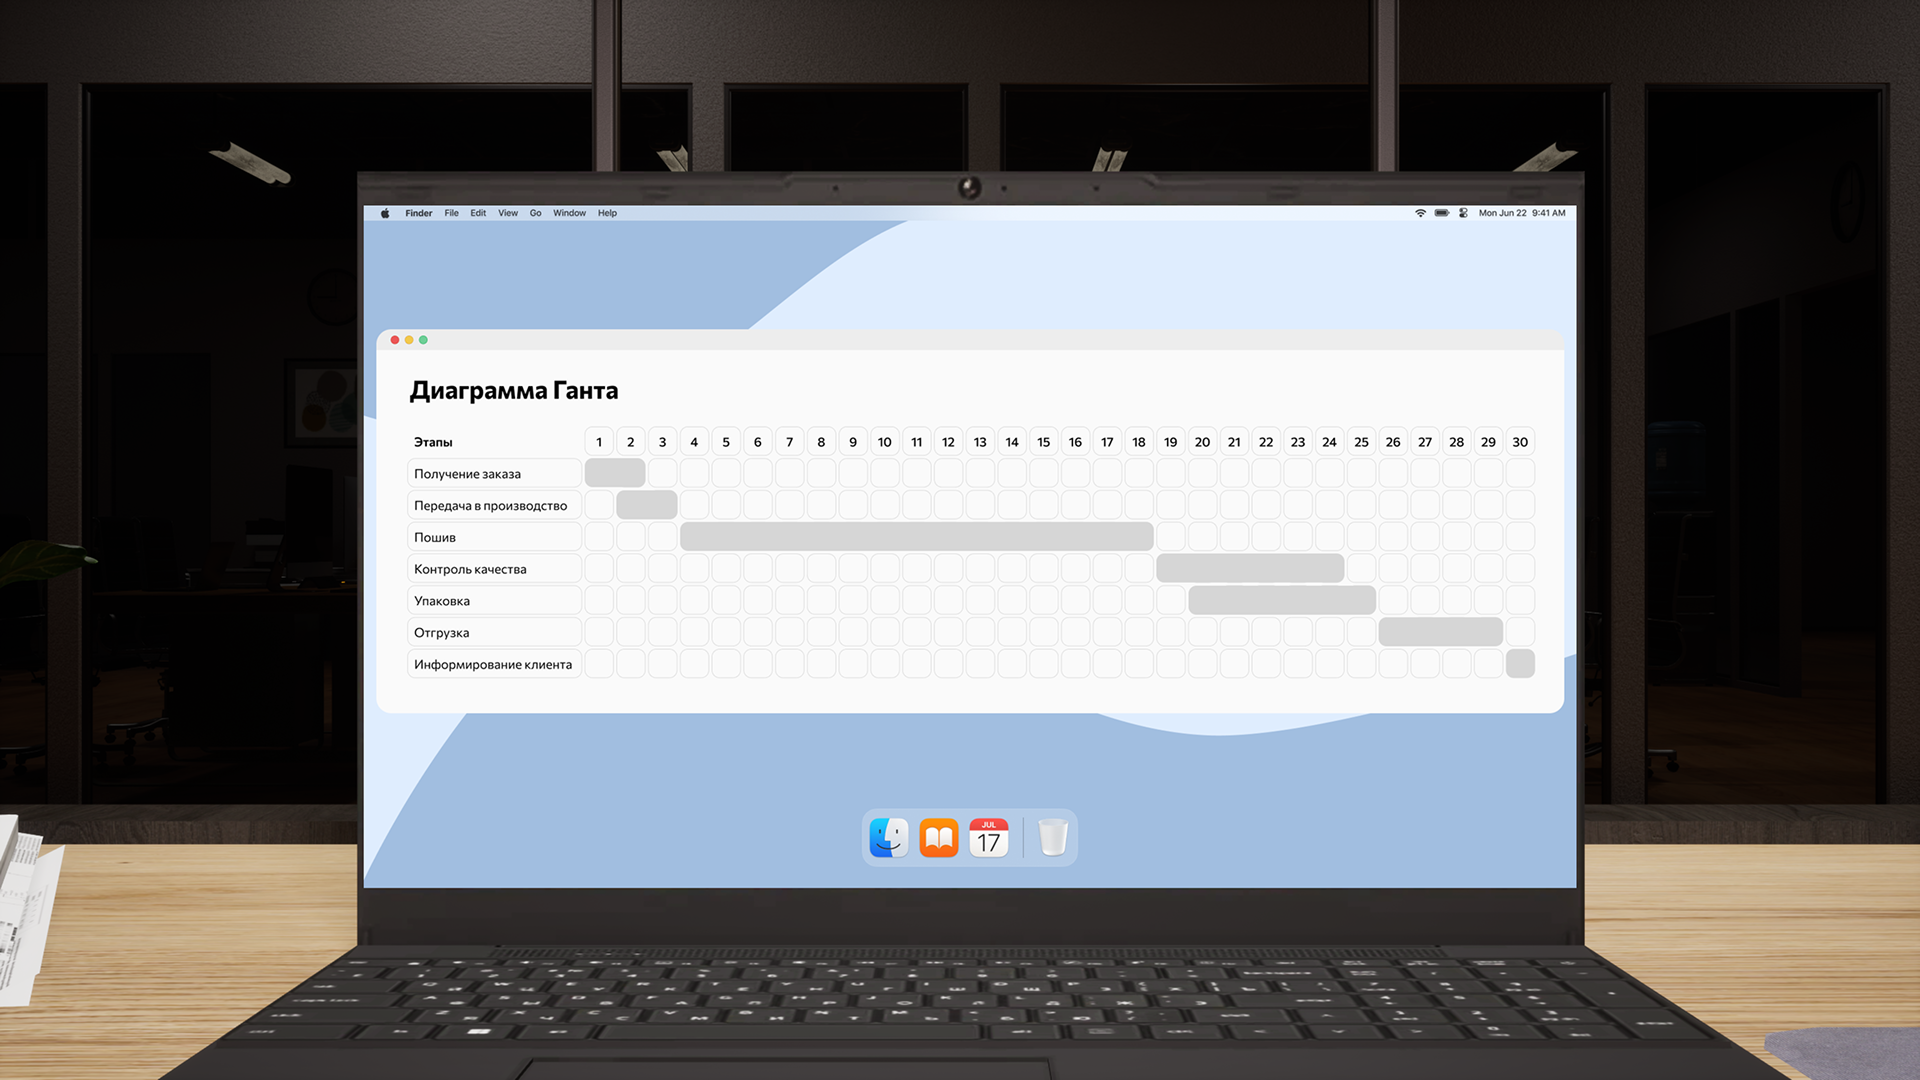 Finder File Edit View Go Window Help Mon Jun 22 9:41 AM
Диаграмма Ганта
Этапы 1 2 3 4 5 6 7 8 9 10 11 12 13 14 15 16 17 18 19 20 21 22 23 24 25 26 27 28 29 30
Получение заказа
Передача в производство
Пошив
Контроль качества
Упаковка
Отгрузка
Информирование клиента
JUL
17